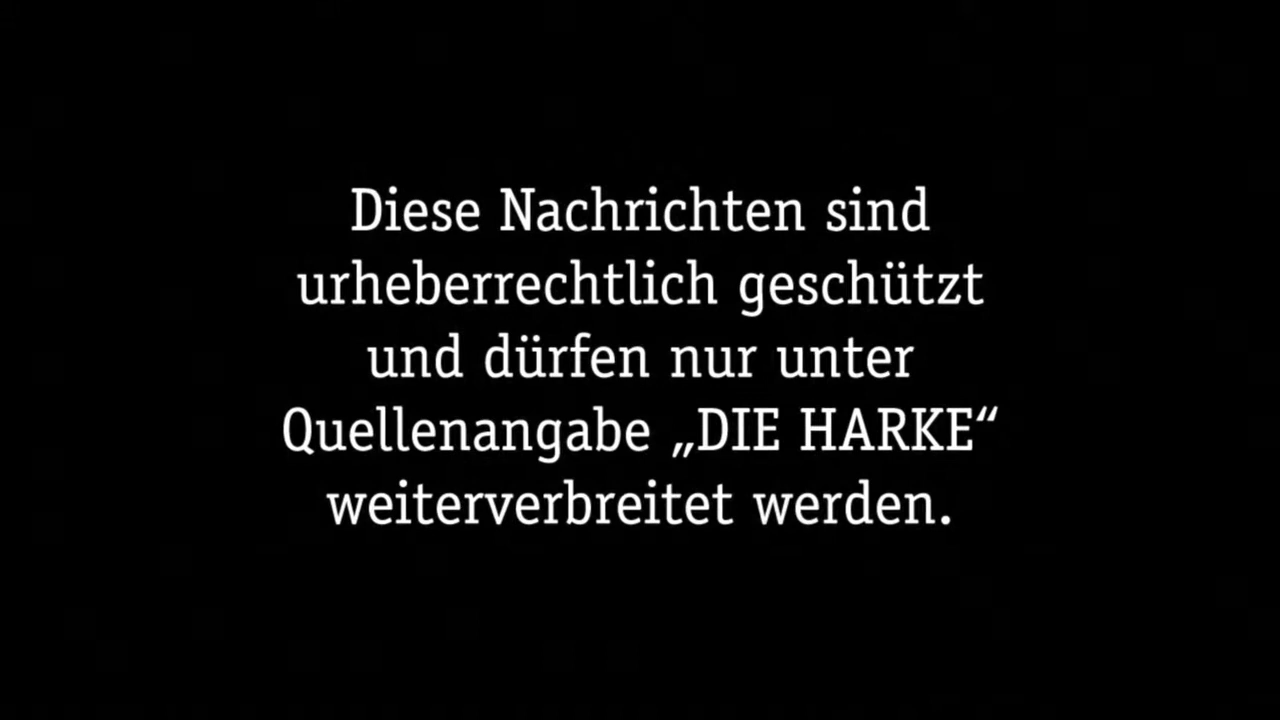 Diese Nachrichten sind
urheberrechtlich geschützt
und dürfen nur unter
Quellenangabe „DIE HARKE“
weiterverbreitet werden.